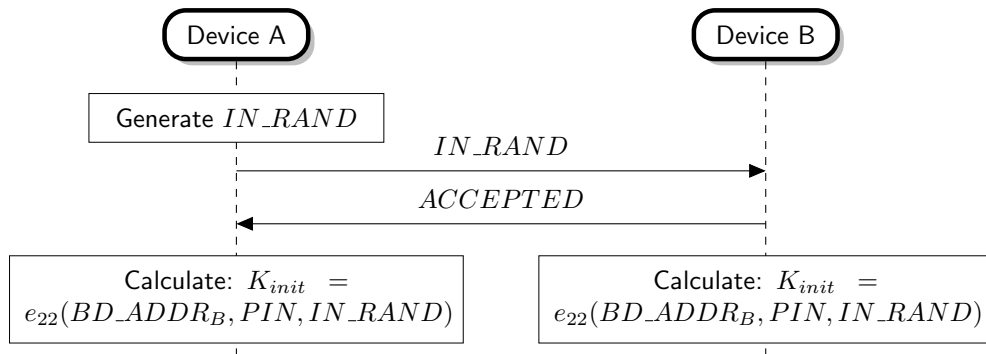 Device A
Device B
Generate IN_RAND
IN_RAND
ACCEPTED
Calculate: K_init =
e_22(BD_ADDR_B, PIN, IN_RAND)
Calculate: K_init =
e_22(BD_ADDR_B, PIN, IN_RAND)